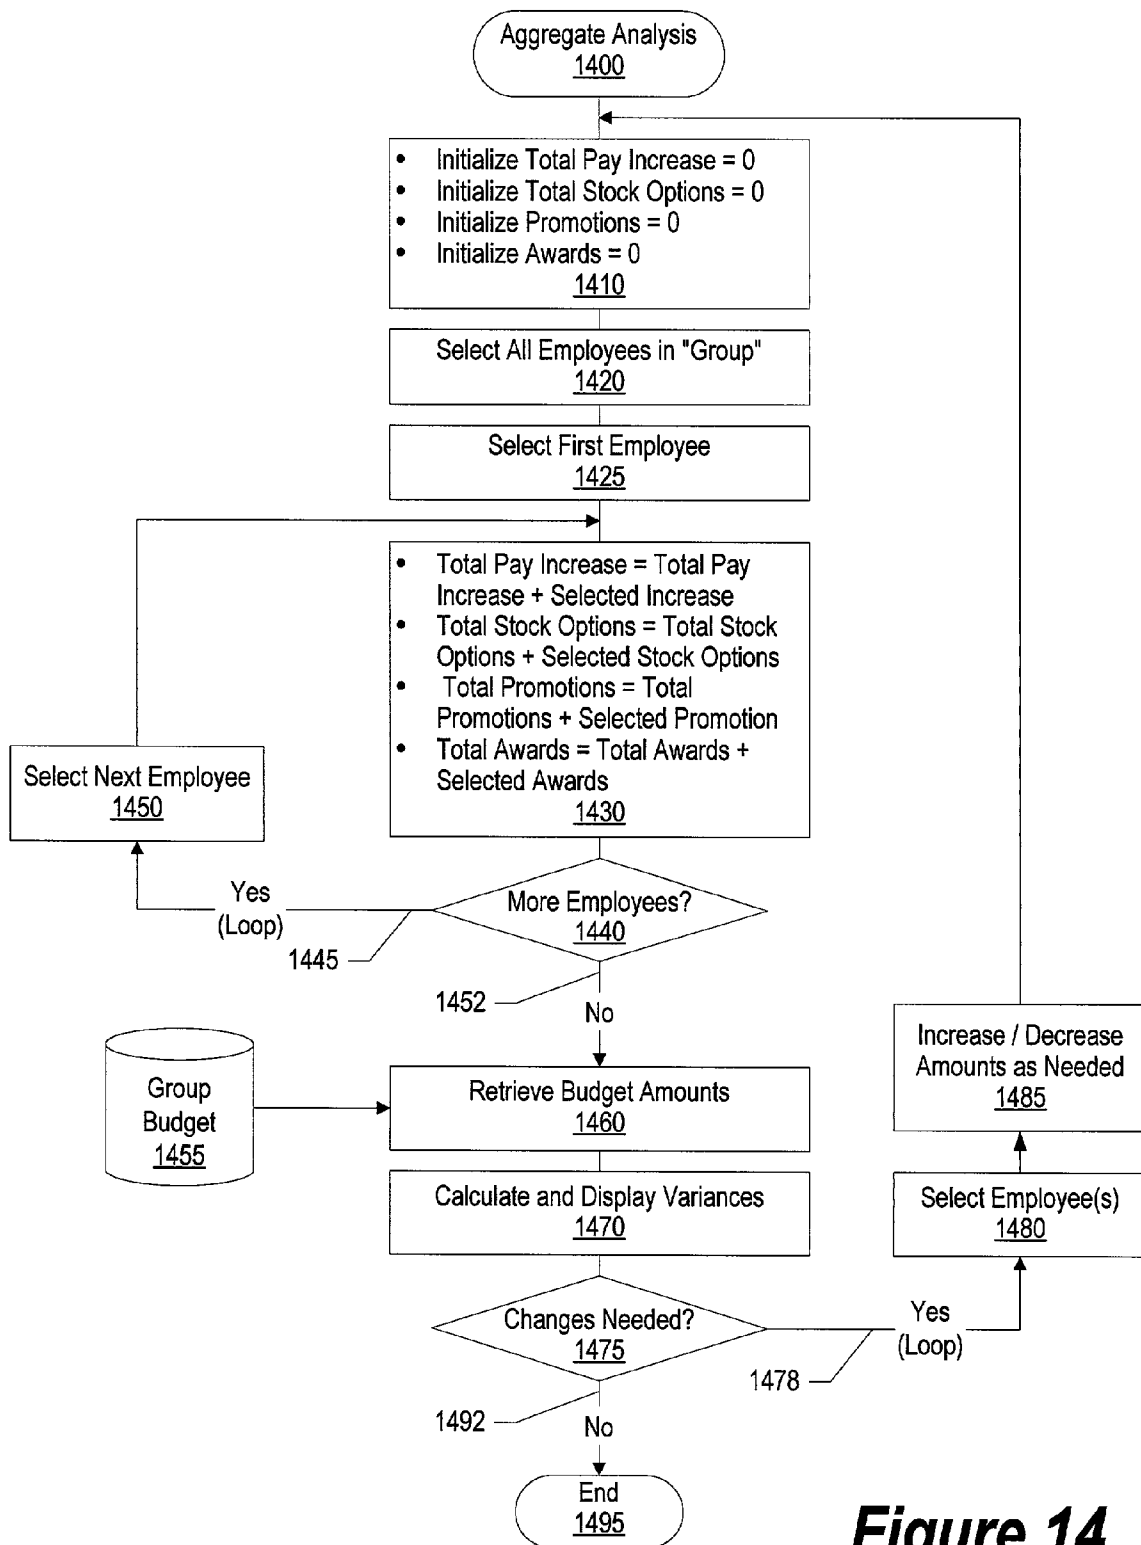 Aggregate Analysis
1400
• Initialize Total Pay Increase = 0
• Initialize Total Stock Options = 0
• Initialize Promotions = 0
• Initialize Awards = 0
1410
Select All Employees in "Group"
1420
Select First Employee
1425
• Total Pay Increase = Total Pay
Increase + Selected Increase
• Total Stock Options = Total Stock
Options + Selected Stock Options
• Total Promotions = Total
Promotions + Selected Promotion
• Total Awards = Total Awards +
Selected Awards
1430
Select Next Employee
1450
More Employees?
1440
Yes
(Loop)
1445
1452
No
Group
Budget
1455
Retrieve Budget Amounts
1460
Increase / Decrease
Amounts as Needed
1485
Calculate and Display Variances
1470
Select Employee(s)
1480
Changes Needed?
1475
Yes
(Loop)
1478
1492
No
End
1495
Figure 14